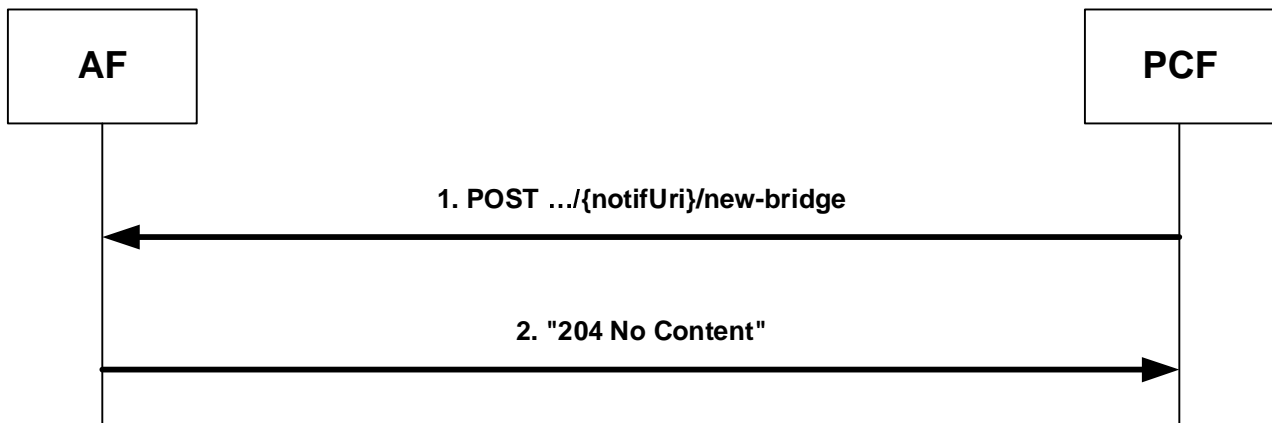 AF
PCF
1. POST …/{notifUri}/new-bridge
2. "204 No Content"